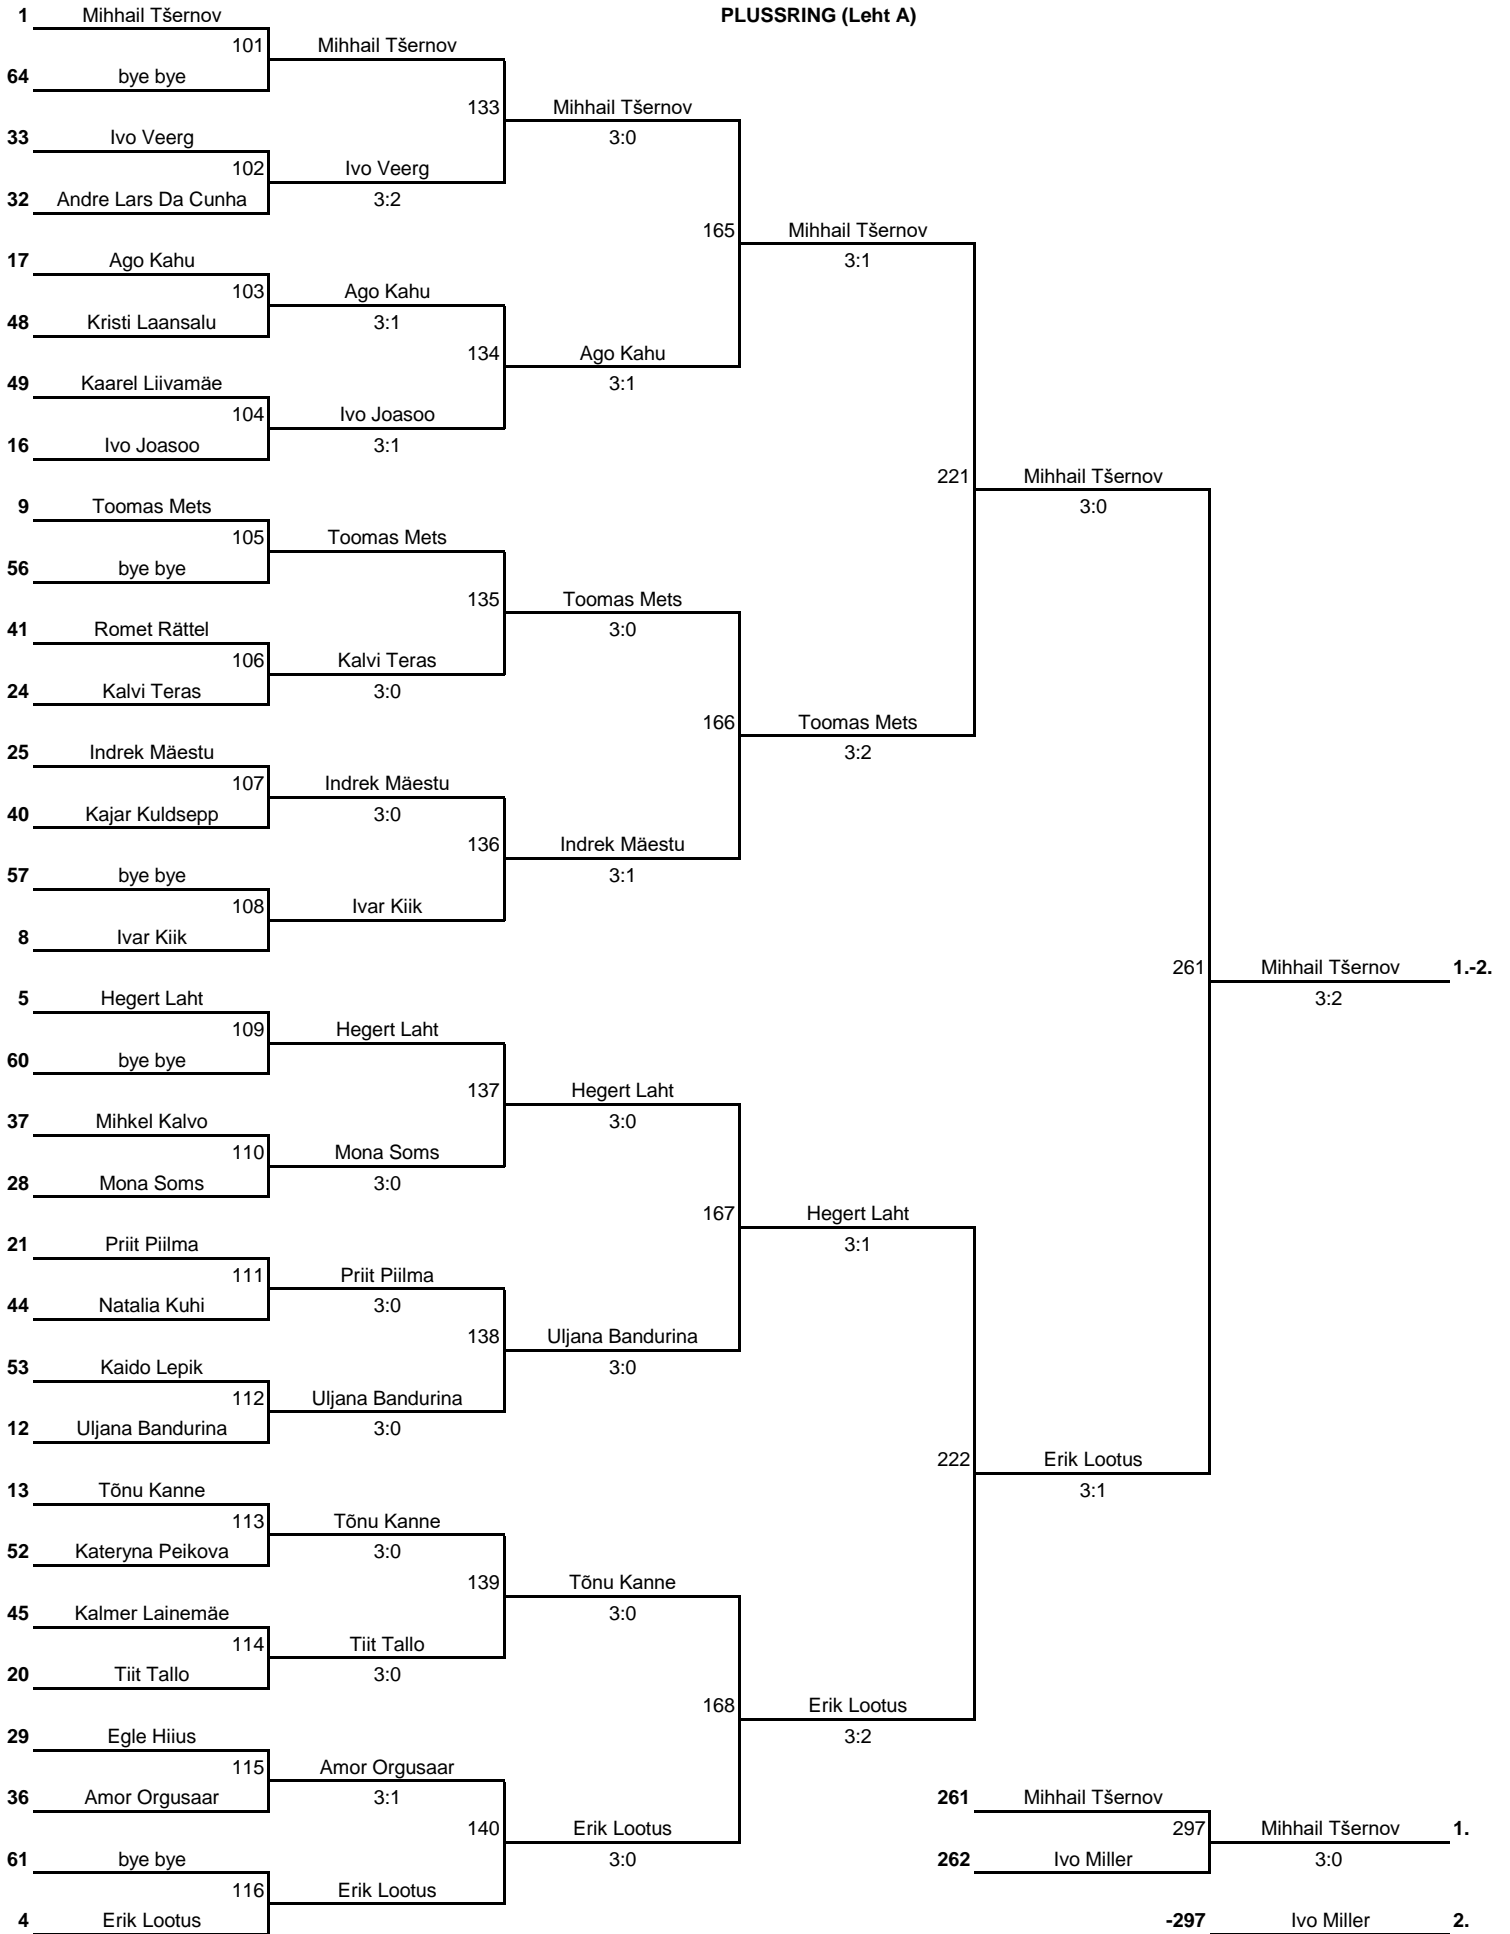 PLUSSRING (Leht A)
1 Mihhail Tšernov
101 Mihhail Tšernov
64 bye bye
133 Mihhail Tšernov
3:0
33 Ivo Veerg
102 Ivo Veerg
3:2
32 Andre Lars Da Cunha
165 Mihhail Tšernov
3:1
17 Ago Kahu
103 Ago Kahu
3:1
48 Kristi Laansalu
134 Ago Kahu
3:1
49 Kaarel Liivamäe
104 Ivo Joasoo
3:1
16 Ivo Joasoo
221 Mihhail Tšernov
3:0
9 Toomas Mets
105 Toomas Mets
56 bye bye
135 Toomas Mets
3:0
41 Romet Rättel
106 Kalvi Teras
3:0
24 Kalvi Teras
166 Toomas Mets
3:2
25 Indrek Mäestu
107 Indrek Mäestu
3:0
40 Kajar Kuldsepp
136 Indrek Mäestu
3:1
57 bye bye
108 Ivar Kiik
8 Ivar Kiik
261 Mihhail Tšernov 1.-2.
3:2
5 Hegert Laht
109 Hegert Laht
60 bye bye
137 Hegert Laht
3:0
37 Mihkel Kalvo
110 Mona Soms
3:0
28 Mona Soms
167 Hegert Laht
3:1
21 Priit Piilma
111 Priit Piilma
3:0
44 Natalia Kuhi
138 Uljana Bandurina
3:0
53 Kaido Lepik
112 Uljana Bandurina
3:0
12 Uljana Bandurina
222 Erik Lootus
3:1
13 Tõnu Kanne
113 Tõnu Kanne
3:0
52 Kateryna Peikova
139 Tõnu Kanne
3:0
45 Kalmer Lainemäe
114 Tiit Tallo
3:0
20 Tiit Tallo
168 Erik Lootus
3:2
29 Egle Hiius
115 Amor Orgusaar
3:1
36 Amor Orgusaar
261 Mihhail Tšernov
140 Erik Lootus
3:0
297 Mihhail Tšernov 1.
3:0
61 bye bye
262 Ivo Miller
116 Erik Lootus
4 Erik Lootus
-297 Ivo Miller 2.